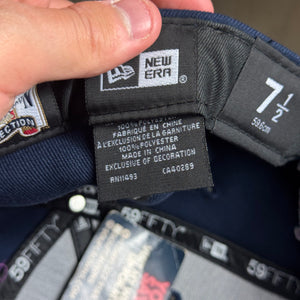 NEW
ERA
®
7 1/2
59.6cm
ECTION
100% POLYESTER
FABRIQUÉ EN CHINE
À L'EXCLUSION DE LA GARNITURE
100% POLYESTER
MADE IN CHINA
EXCLUSIVE OF DECORATION
RN11493 CA40289
59FIFTY
59FIFTY